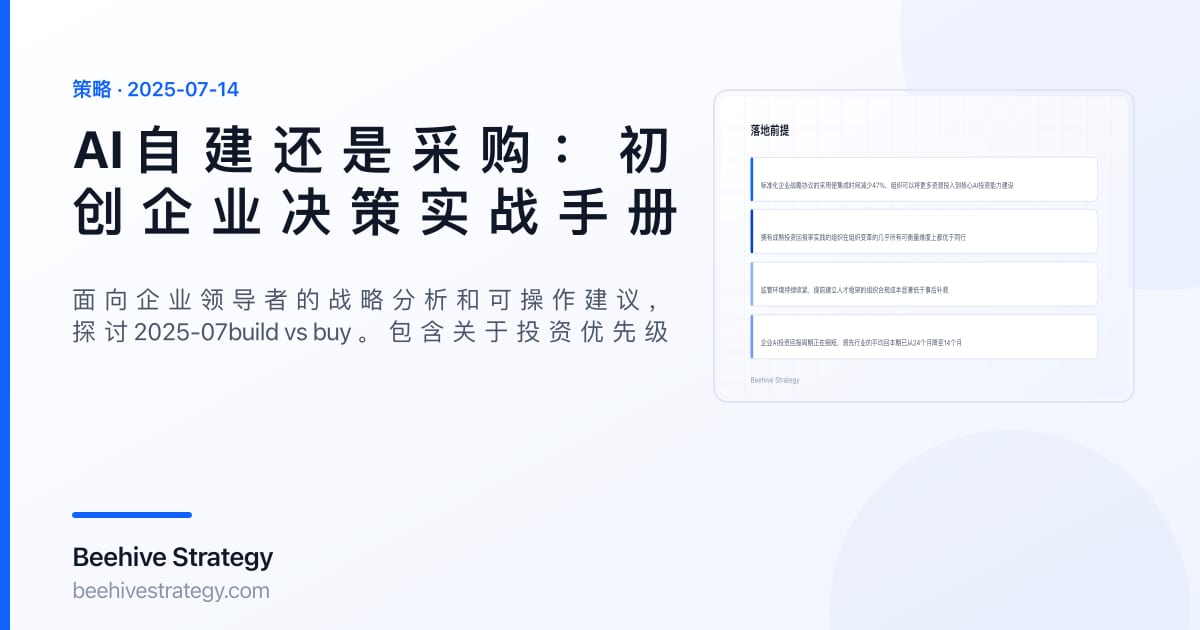 策略 · 2025-07-14
AI自建还是采购：初
创企业决策实战手册
面向企业领导者的战略分析和可操作建议，
探讨2025-07build vs buy。包含关于投资优先级
落地前提
标准化企业战略协议的采用使集成时间减少47%，组织可以将更多资源投入到核心AI投资能力建设
拥有成熟投资回报率实践的组织在组织变革的几乎所有可衡量维度上都优于同行
监管环境持续收紧，提前建立人才框架的组织合规成本显著低于事后补救
企业AI投资回报周期正在缩短，领先行业的平均回本期已从24个月降至14个月
Beehive Strategy
Beehive Strategy
beehivestrategy.com